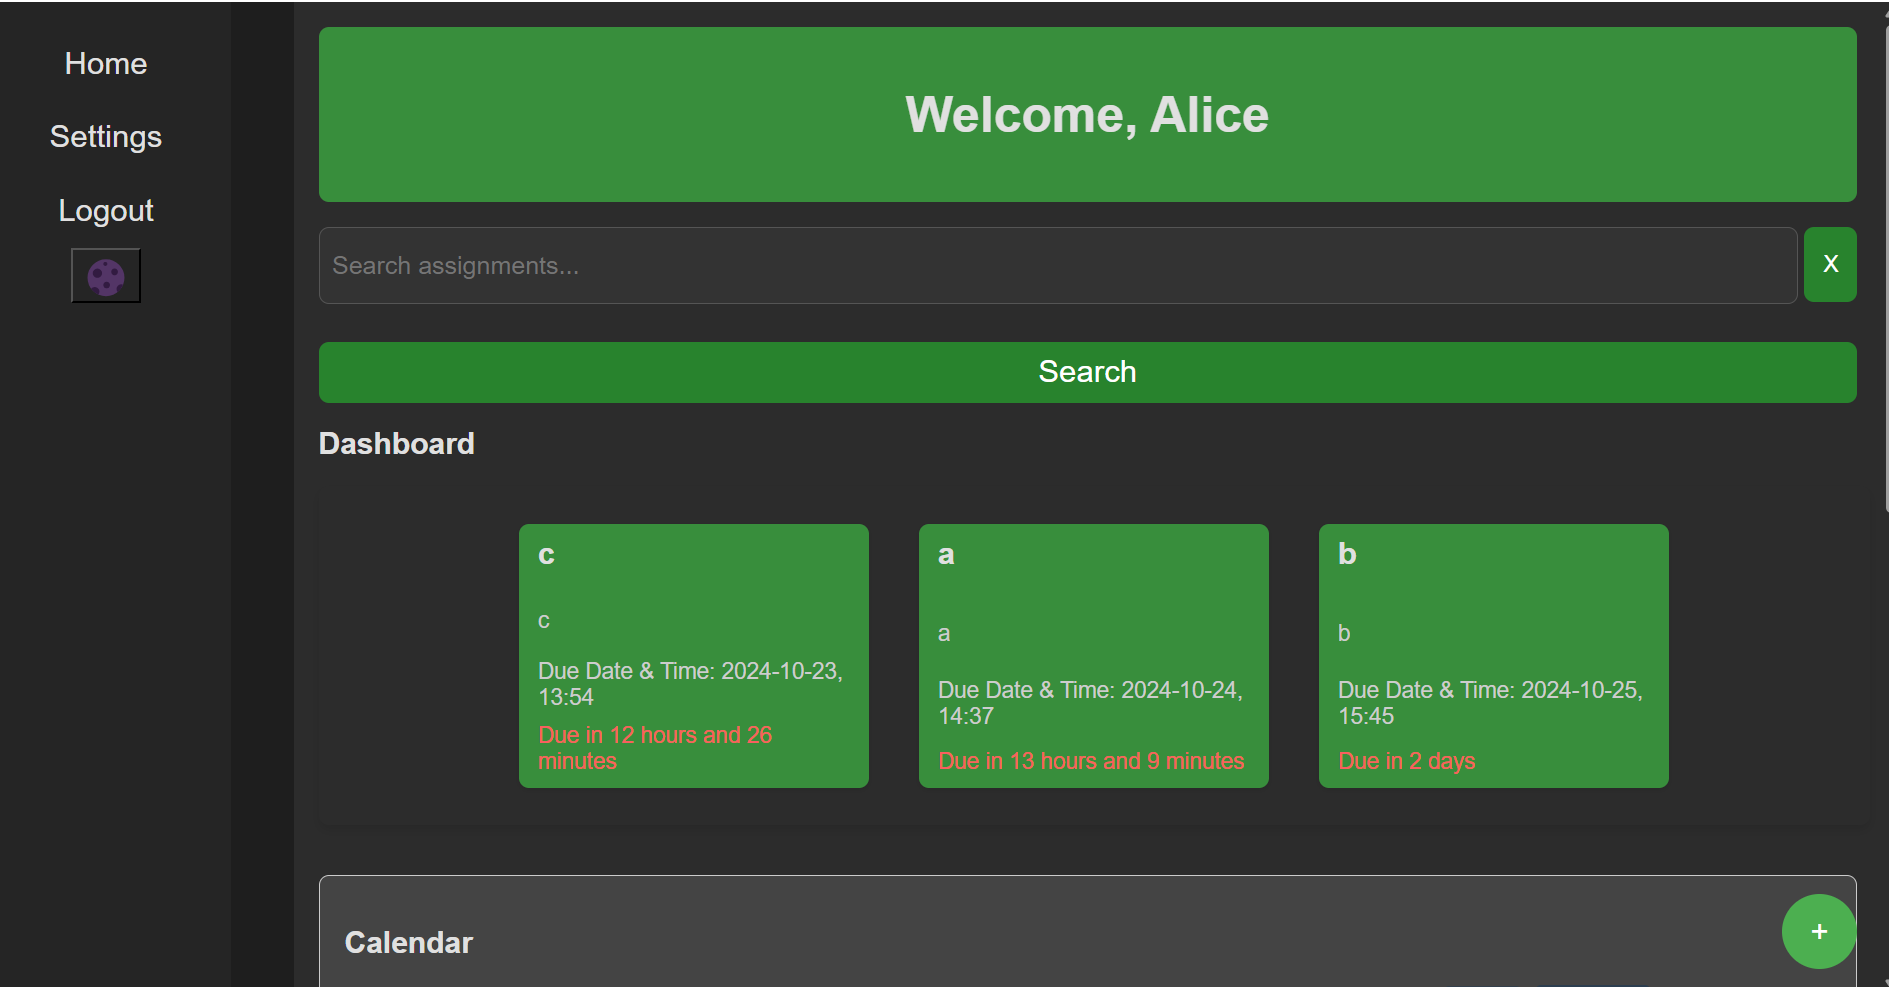 Home
Settings
Logout
Welcome, Alice
Search assignments...
X
Search
Dashboard
c
c
Due Date & Time: 2024-10-23,
13:54
Due in 12 hours and 26
minutes
a
a
Due Date & Time: 2024-10-24,
14:37
Due in 13 hours and 9 minutes
b
b
Due Date & Time: 2024-10-25,
15:45
Due in 2 days
Calendar
+